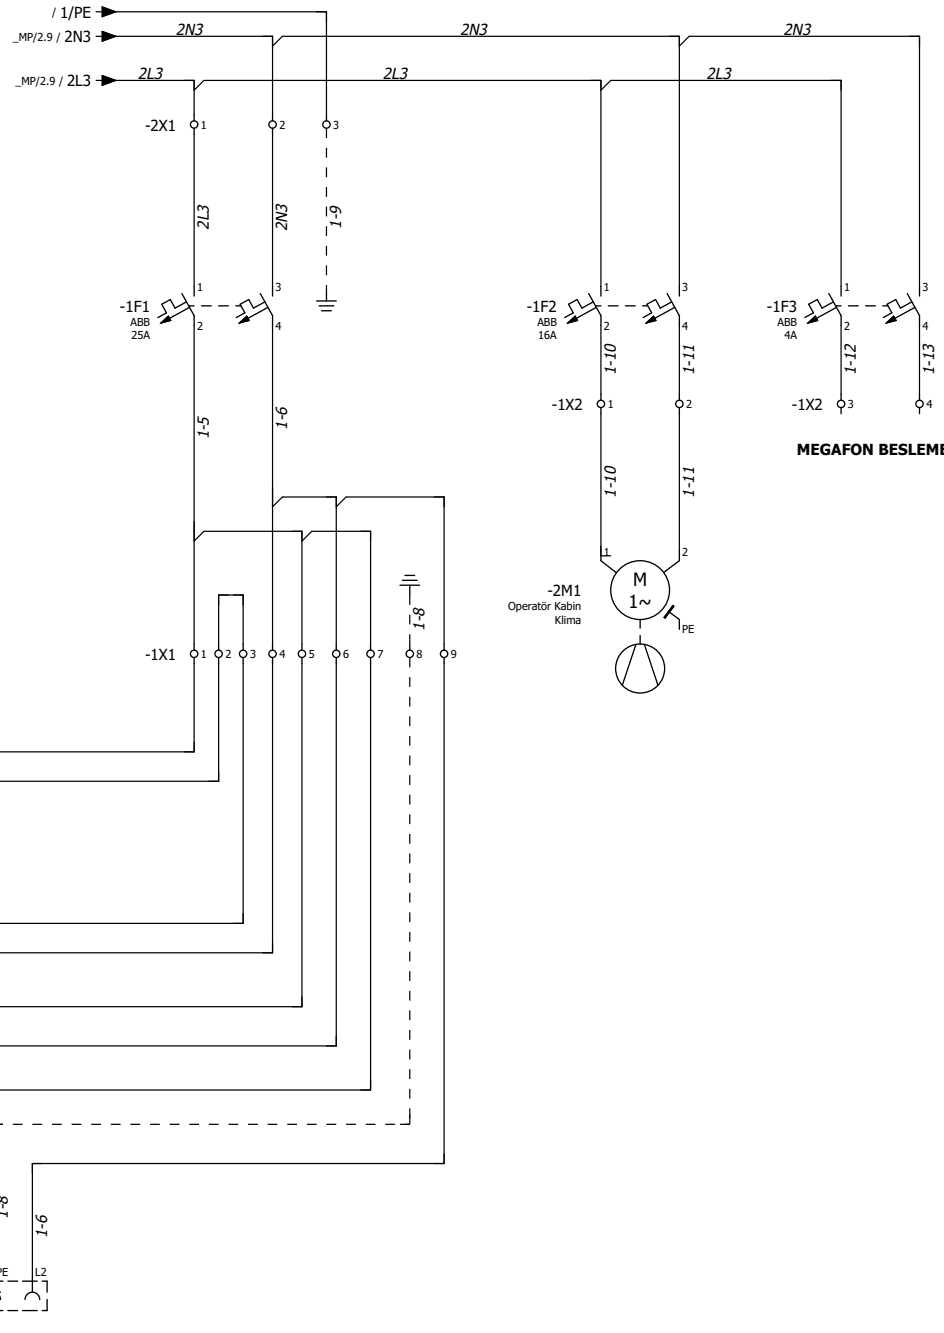 / 1/PE
_MP/2.9 / 2N3
2N3
2N3
2N3
_MP/2.9 / 2L3
2L3
2L3
2L3
-2X1
1
2
3
2L3
2N3
1-9
-1F1
ABB
25A
1
2
3
4
-1F2
ABB
16A
1
2
3
4
-1F3
ABB
4A
1
2
3
4
1-10
1-11
1-12
1-13
-1X2
1
2
-1X2
3
4
1-5
1-6
MEGAFON BESLEME
1-10
1-11
1
2
M
1~
-2M1
Operatör Kabin
Klima
PE
1-8
-1X1
1
2
3
4
5
6
7
8
9
1-8
1-6
PE
L2